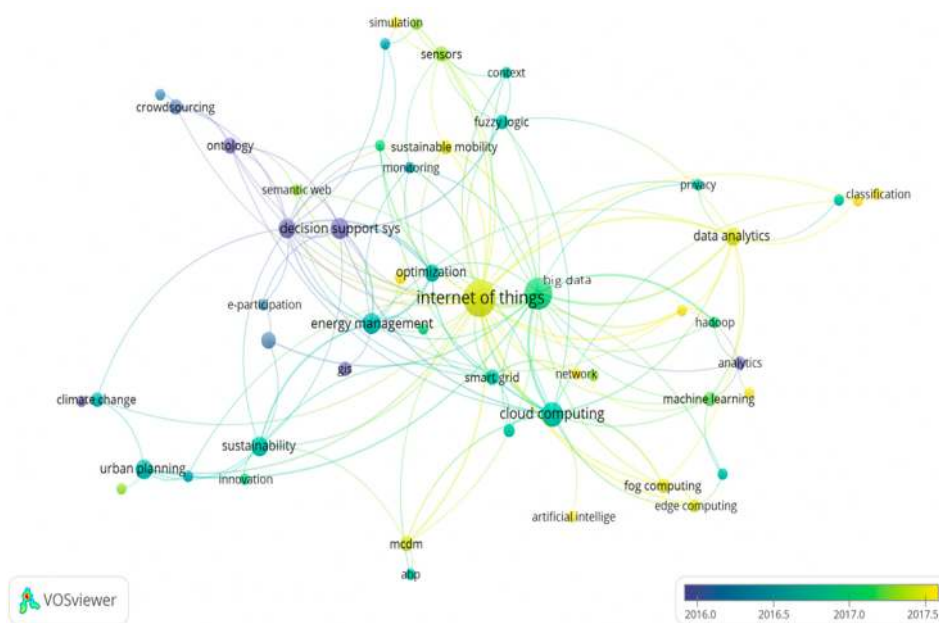 simulation
sensors
context
crowdsourcing
fuzzy logic
ontology
sustainable mobility
monitoring
semantic web
privacy
classification
decision support sys
data analytics
optimization
big data
internet of things
e-participation
energy management
hadoop
gis
smart grid
network
analytics
climate change
machine learning
cloud computing
sustainability
urban planning
innovation
fog computing
edge computing
artificial intellige
mcdm
ahp
VOSviewer
2016.0 2016.5 2017.0 2017.5